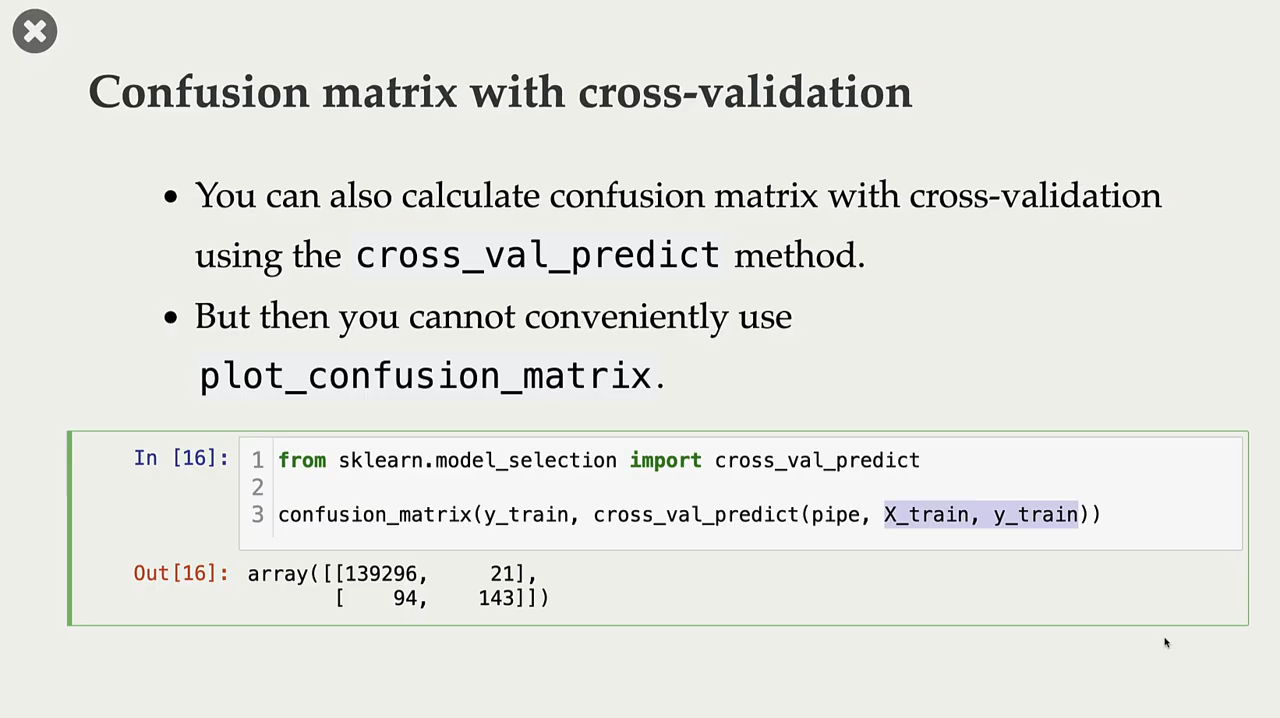 Confusion matrix with cross-validation
• You can also calculate confusion matrix with cross-validation
using the cross_val_predict method.
• But then you cannot conveniently use
plot_confusion_matrix.
In [16]: 1 from sklearn.model_selection import cross_val_predict
2
3 confusion_matrix(y_train, cross_val_predict(pipe, X_train, y_train))
Out[16]: array([[139296,     21],
[    94,    143]])